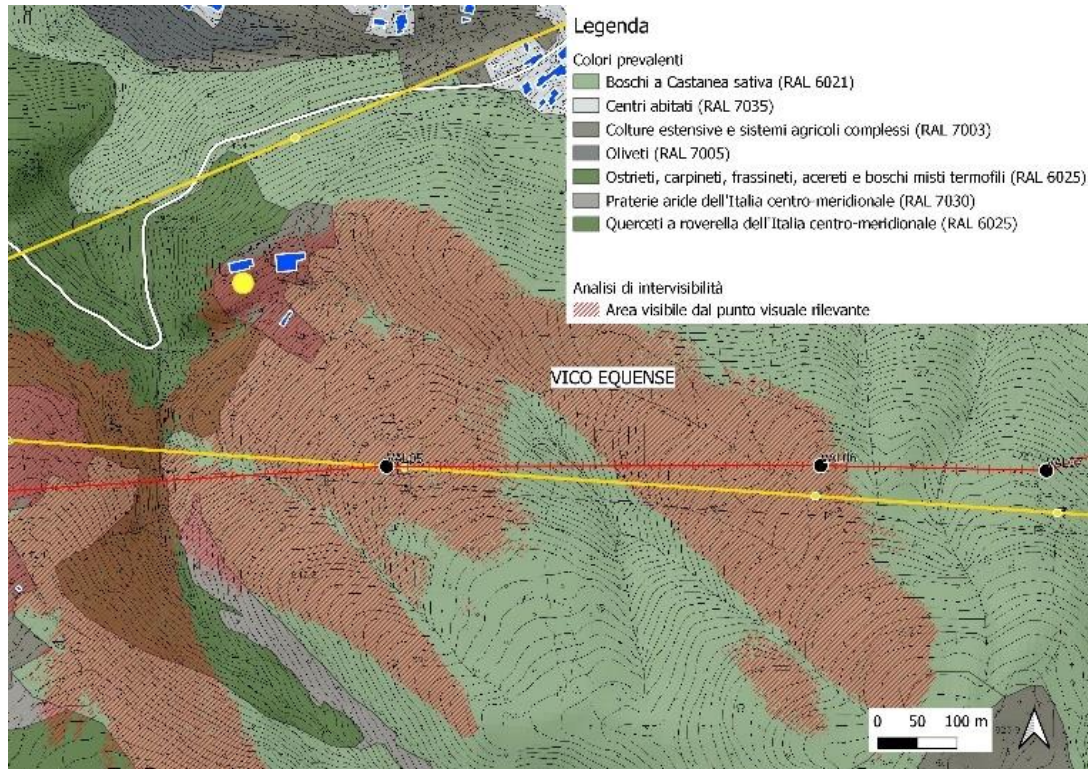 Legenda
Colori prevalenti
Boschi a Castanea sativa (RAL 6021)
Centri abitati (RAL 7035)
Colture estensive e sistemi agricoli complessi (RAL 7003)
Oliveti (RAL 7005)
Ostrieti, carpineti, frassineti, acereti e boschi misti termofili (RAL 6025)
Praterie aride dell'Italia centro-meridionale (RAL 7030)
Querceti a roverella dell'Italia centro-meridionale (RAL 6025)
Analisi di intervisibilità
Area visibile dal punto visuale rilevante
VICO EQUENSE
0 50 100 m